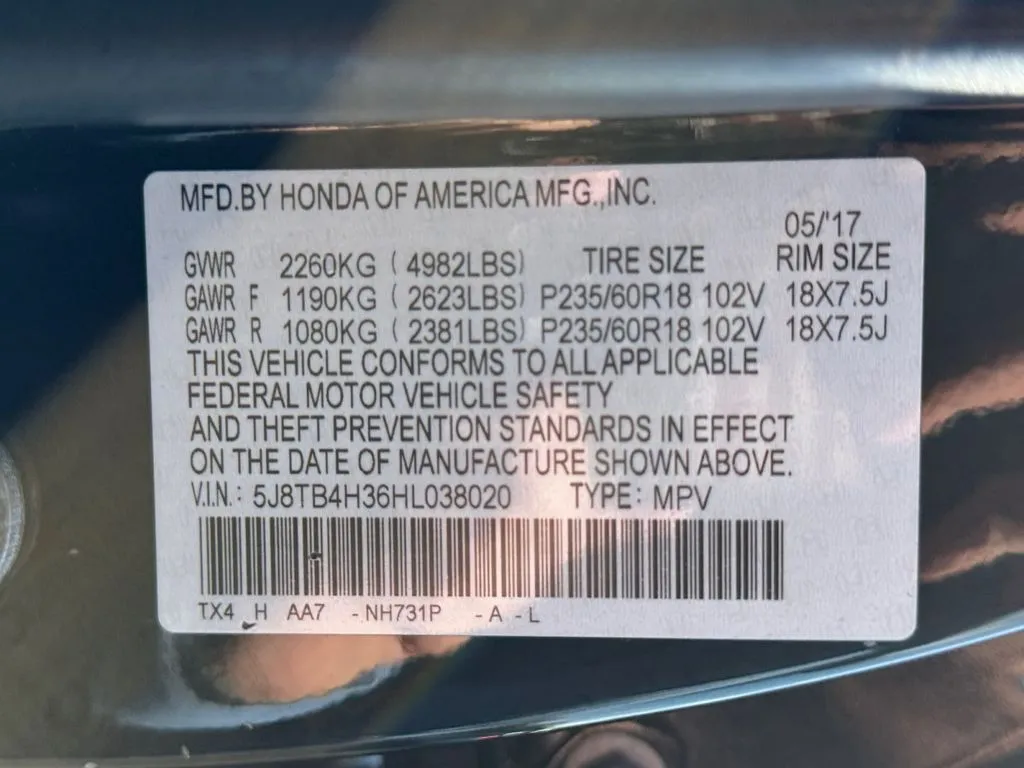 MFD.BY HONDA OF AMERICA MFG.,INC.
05/'17
GVWR 2260KG ( 4982LBS) TIRE SIZE RIM SIZE
GAWR F 1190KG ( 2623LBS) P235/60R18 102V 18X7.5J
GAWR R 1080KG ( 2381LBS) P235/60R18 102V 18X7.5J
THIS VEHICLE CONFORMS TO ALL APPLICABLE
FEDERAL MOTOR VEHICLE SAFETY
AND THEFT PREVENTION STANDARDS IN EFFECT
ON THE DATE OF MANUFACTURE SHOWN ABOVE.
V.I.N.: 5J8TB4H36HL038020 TYPE: MPV
TX4 H AA7 -NH731P -A -L